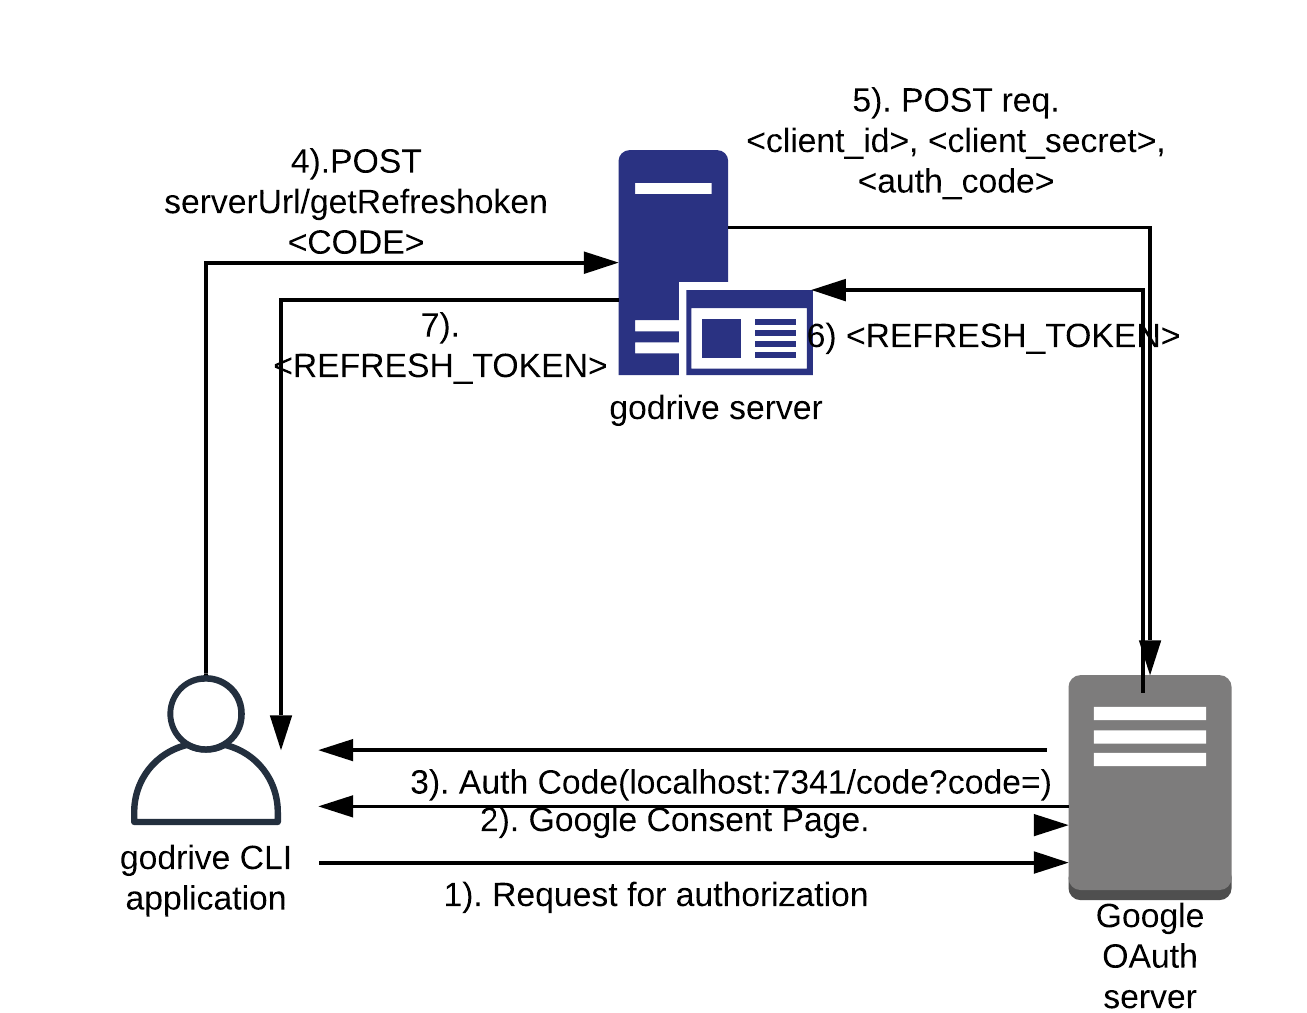 5). POST req.
<client_id>, <client_secret>,
<auth_code>
4).POST
serverUrl/getRefreshoken
<CODE>
7).
<REFRESH_TOKEN>
6) <REFRESH_TOKEN>
godrive server
3). Auth Code(localhost:7341/code?code=)
2). Google Consent Page.
1). Request for authorization
godrive CLI
application
Google
OAuth
server